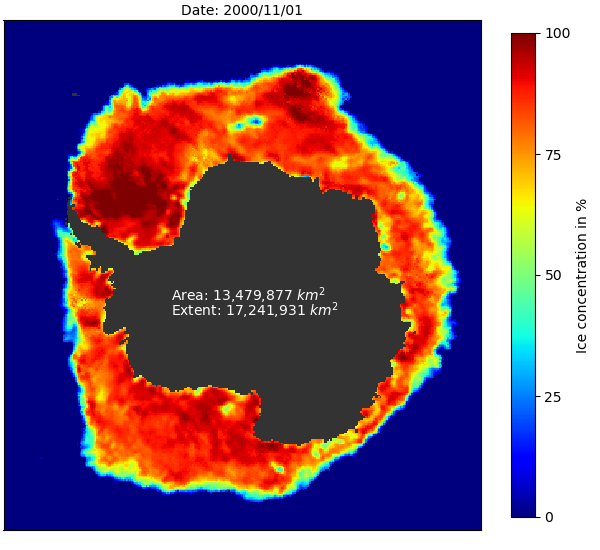 Date: 2000/11/01
Area: 13,479,877 km²
Extent: 17,241,931 km²
100
75
50
25
0
Ice concentration in %